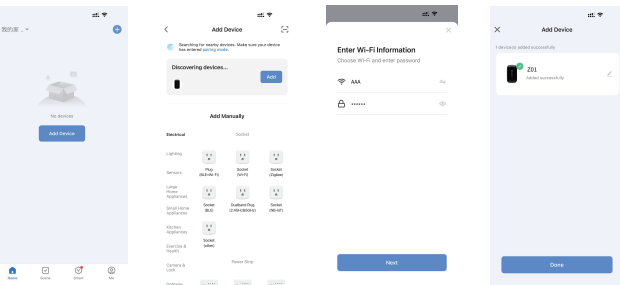 我的家..
No devices
Add Device
Home
Scene
Smart
Me
Add Device
Searching for nearby devices. Make sure your device
has entered pairing mode.
Discovering devices...
Add
Add Manually
Electrical
Socket
Lighting
Sensors
Large
Home
Appliances
Small Home
Appliances
Kitchen
Appliances
Exercise &
Health
Camera &
Lock
Gateway
Plug
(BLE+Wi-Fi)
Socket
(Wi-Fi)
Socket
(Zigbee)
Socket
(BLE)
Dualband Plug
(2.4GHz&5GHz)
Socket
(NB-IoT)
Socket
(other)
Power Strip
Enter Wi-Fi Information
Choose Wi-Fi and enter password
AAA
Next
Add Device
1 device(s) added successfully
Z01
Added successfully
Done